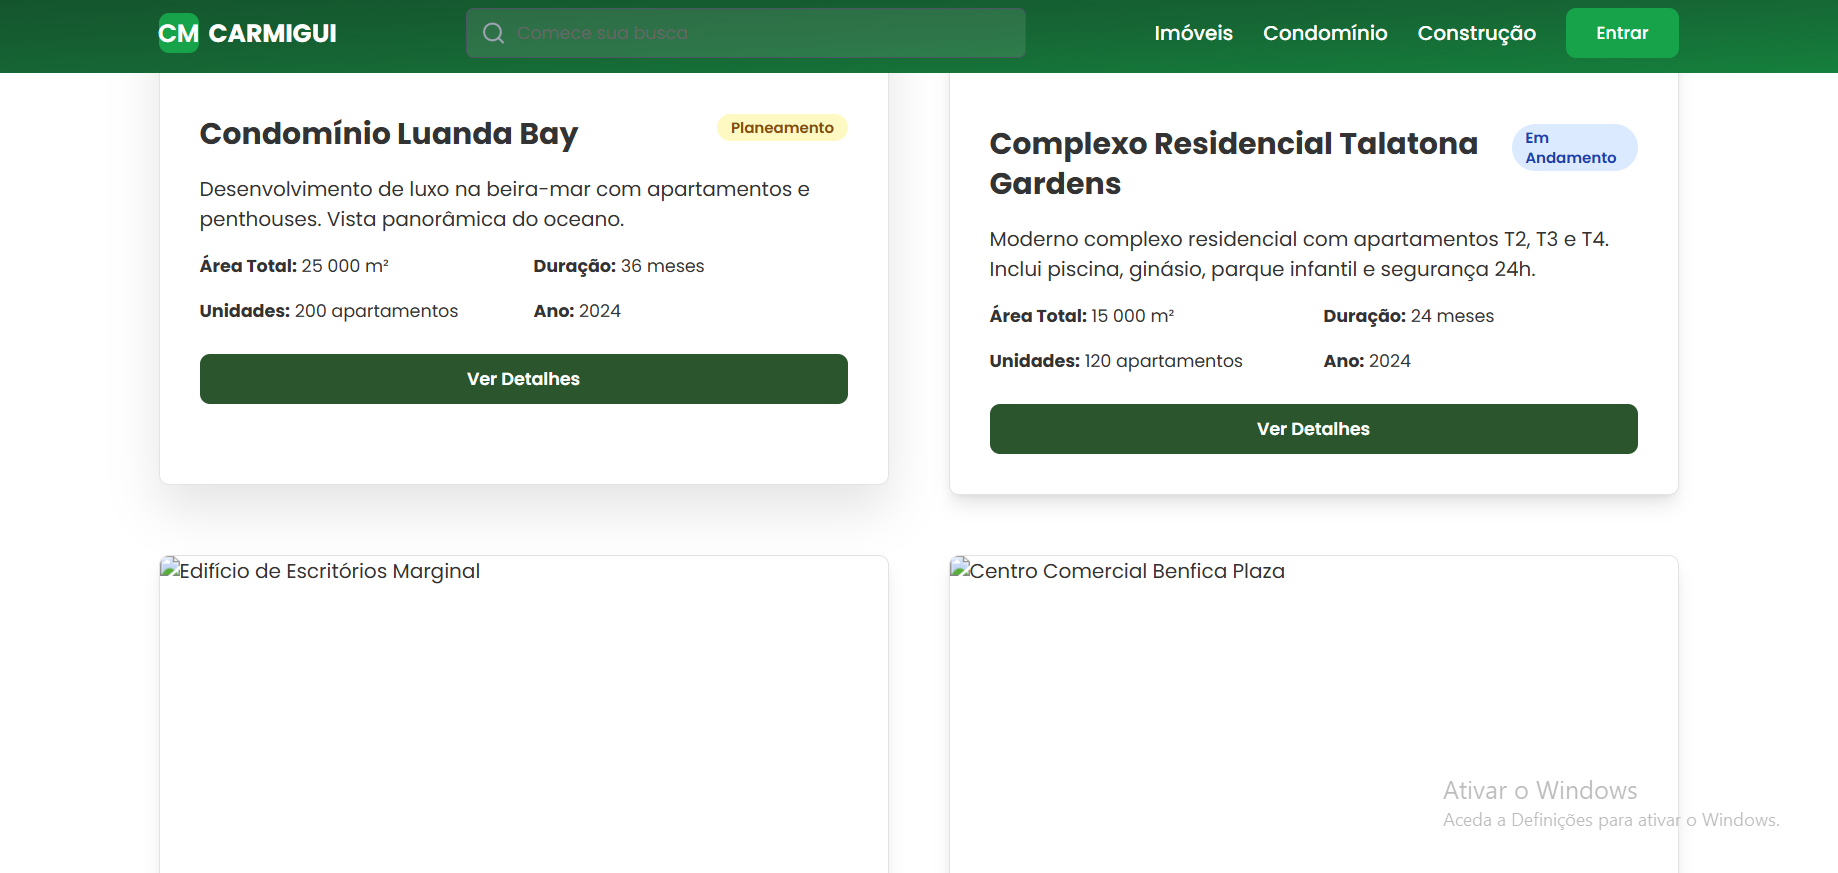 CM CARMIGUI
Comece sua busca
Imóveis
Condomínio
Construção
Entrar
Condomínio Luanda Bay
Planeamento
Desenvolvimento de luxo na beira-mar com apartamentos e
penthouses. Vista panorâmica do oceano.
Área Total: 25 000 m²
Duração: 36 meses
Unidades: 200 apartamentos
Ano: 2024
Ver Detalhes
Complexo Residencial Talatona
Gardens
Em
Andamento
Moderno complexo residencial com apartamentos T2, T3 e T4.
Inclui piscina, ginásio, parque infantil e segurança 24h.
Área Total: 15 000 m²
Duração: 24 meses
Unidades: 120 apartamentos
Ano: 2024
Ver Detalhes
Edifício de Escritórios Marginal
Centro Comercial Benfica Plaza
Ativar o Windows
Aceda a Definições para ativar o Windows.